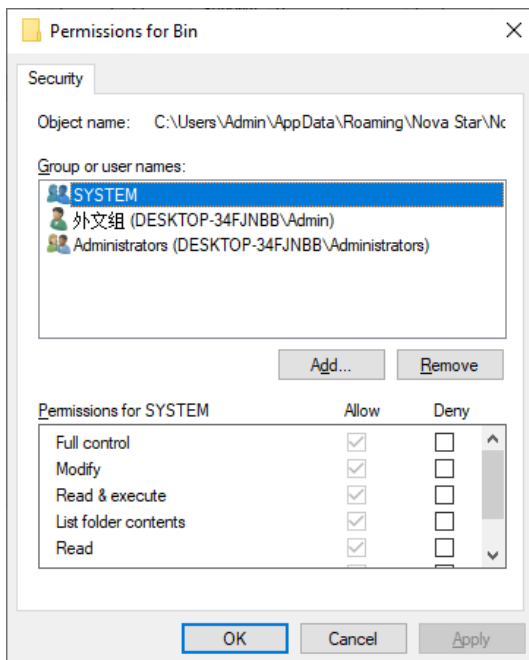 Permissions for Bin
Security
Object name: C:\Users\Admin\AppData\Roaming\Nova Star\Nc
Group or user names:
SYSTEM
外文组 (DESKTOP-34FJNBB\Admin)
Administrators (DESKTOP-34FJNBB\Administrators)
Add... Remove
Permissions for SYSTEM Allow Deny
Full control
Modify
Read & execute
List folder contents
Read
OK Cancel Apply